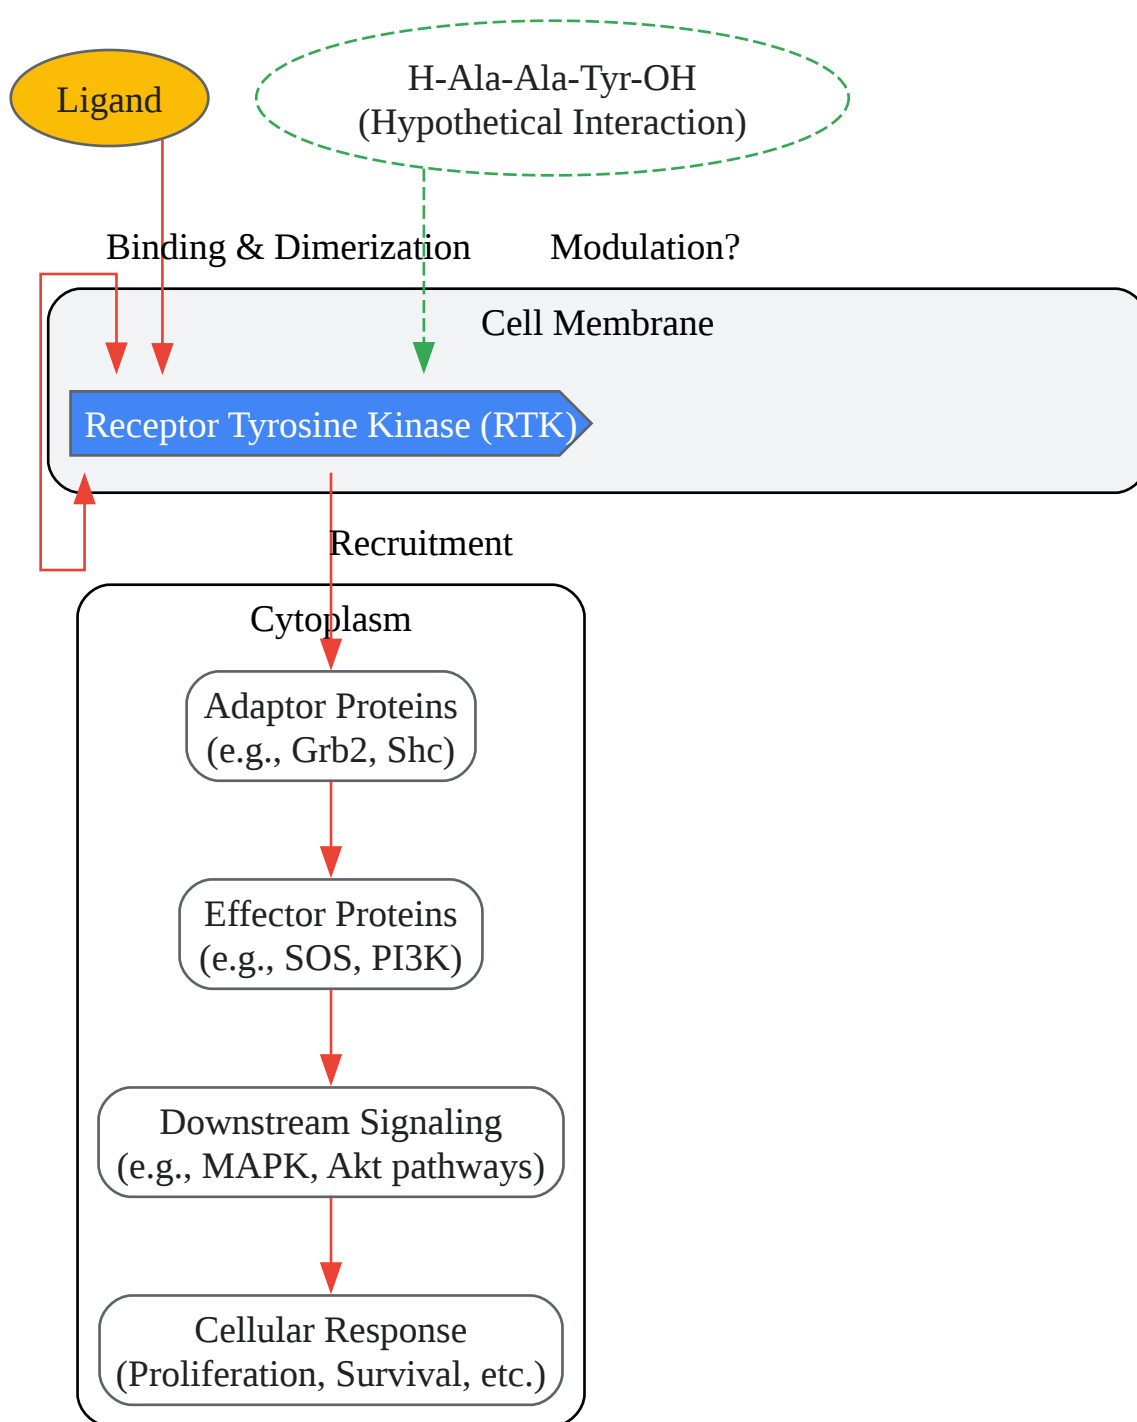 Ligand
H-Ala-Ala-Tyr-OH
(Hypothetical Interaction)
Binding & Dimerization
Modulation?
Cell Membrane
Receptor Tyrosine Kinase (RTK)
Recruitment
Cytoplasm
Adaptor Proteins
(e.g., Grb2, Shc)
Effector Proteins
(e.g., SOS, PI3K)
Downstream Signaling
(e.g., MAPK, Akt pathways)
Cellular Response
(Proliferation, Survival, etc.)